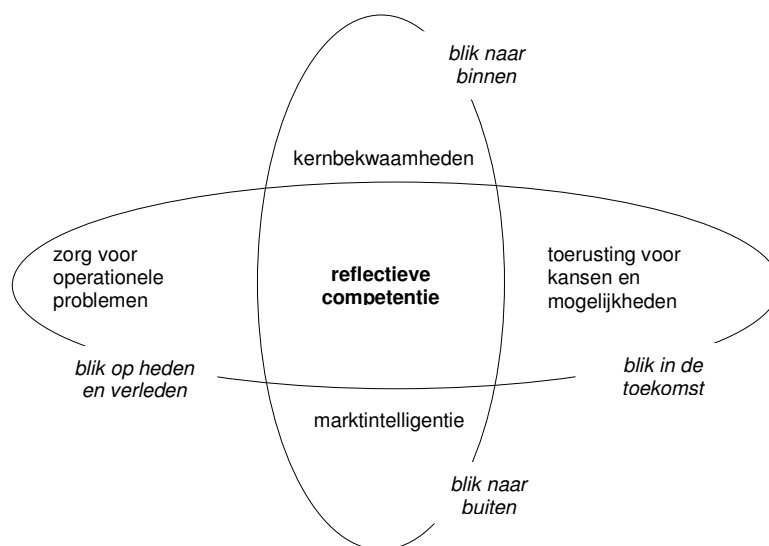 blik naar
binnen
kernbekwaamheden
zorg voor
operationele
problemen
reflectieve
competentie
toerusting voor
kansen en
mogelijkheden
blik op heden
en verleden
blik in de
toekomst
marktintelligentie
blik naar
buiten